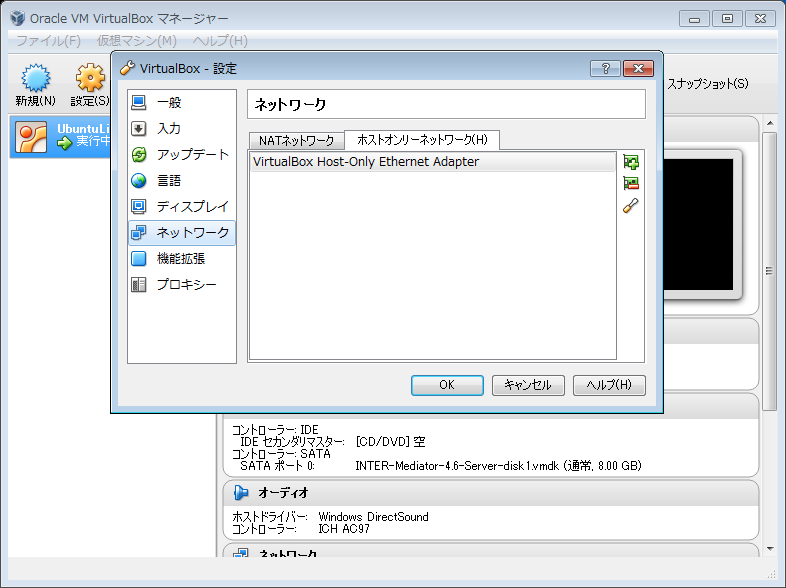 Oracle VM VirtualBox マネージャー
ファイル(F) 仮想マシン(M) ヘルプ(H)
新規(N) 設定(S)
スナップショット(S)
実行中
VirtualBox - 設定
一般
入力
アップデート
言語
ディスプレイ
ネットワーク
機能拡張
プロキシー
ネットワーク
NATネットワーク ホストオンリーネットワーク(H)
VirtualBox Host-Only Ethernet Adapter
OK キャンセル ヘルプ(H)
コントローラー: IDE
IDE セカンダリマスター: [CD/DVD] 空
コントローラー: SATA
SATA ポート 0: INTER-Mediator-4.6-Server-disk1.vmdk (通常, 8.00 GB)
オーディオ
ホストドライバー: Windows DirectSound
コントローラー: ICH AC97
ネットワーク